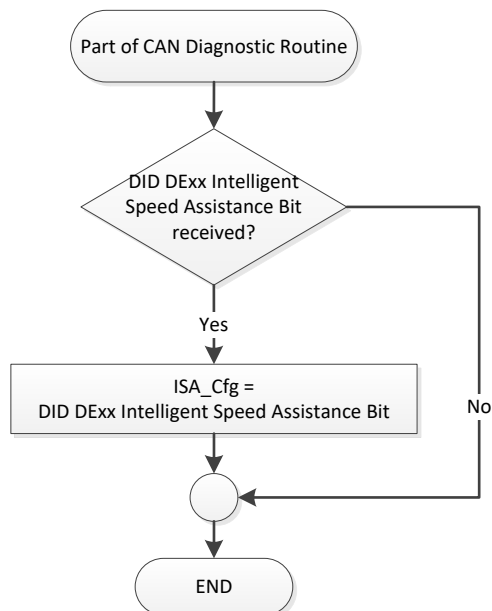 Part of CAN Diagnostic Routine
DID DExx Intelligent
Speed Assistance Bit
received?
Yes
ISA_Cfg =
DID DExx Intelligent Speed Assistance Bit
No
END